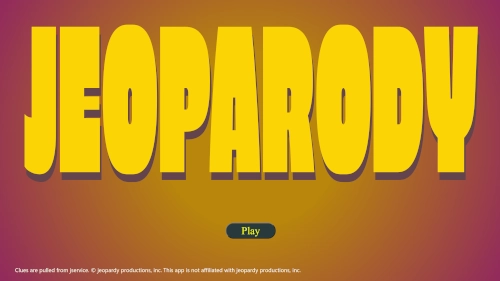 JEOPARODY
Play
Clues are pulled from jservice. © jeopardy productions, inc. This app is not affiliated with jeopardy productions, inc.